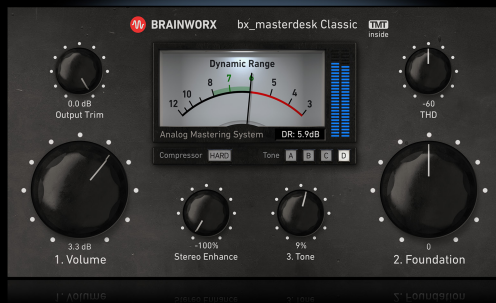 BRAINWORX bx_masterdesk Classic TMT
inside
Dynamic Range
12 10 8 7 6 5 4 3
Analog Mastering System DR: 5.9dB
Compressor HARD Tone A B C D
0.0 dB
Output Trim
-60
THD
3.3 dB
1. Volume
-100%
Stereo Enhance
9%
3. Tone
0
2. Foundation